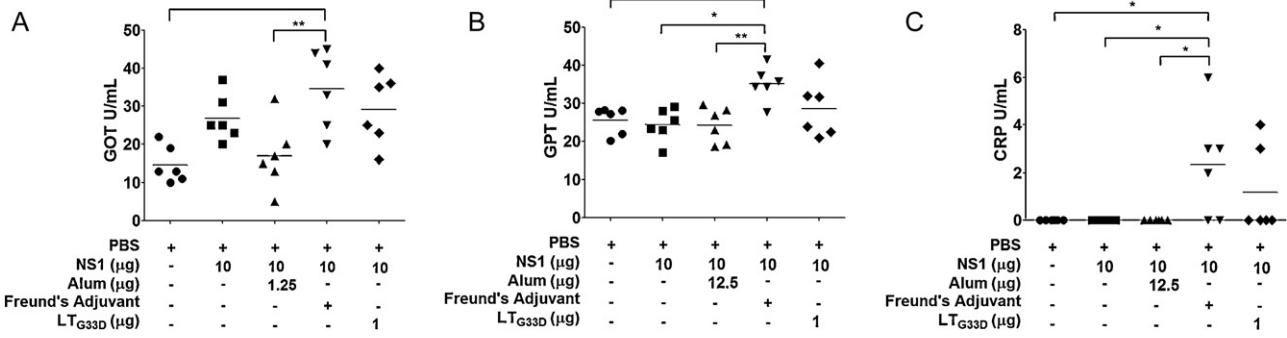 A
**
50
40
30
20
10
0
GOT U/mL
PBS + + + + +
NS1 (μg) - 10 10 10 10
Alum (μg) - - 1.25 - -
Freund's Adjuvant - - - + -
LTG33D (μg) - - - - 1
B
*
**
50
40
30
20
10
0
GPT U/mL
PBS + + + + +
NS1 (μg) - 10 10 10 10
Alum (μg) - - 12.5 - -
Freund's Adjuvant - - - + -
LTG33D (μg) - - - - 1
C
*
*
*
8
6
4
2
0
CRP U/mL
PBS + + + + +
NS1 (μg) - 10 10 10 10
Alum (μg) - - 12.5 - -
Freund's Adjuvant - - - + -
LTG33D (μg) - - - - 1